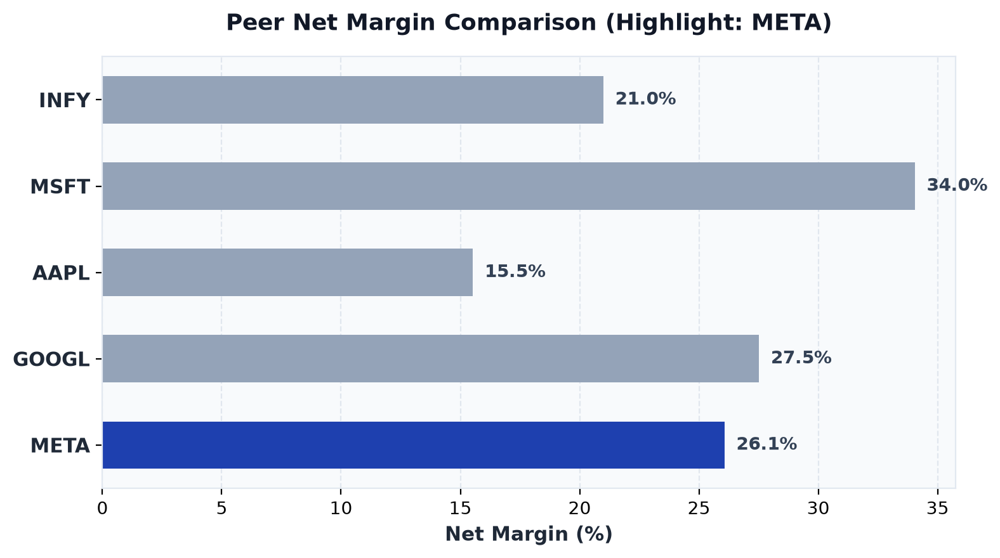 Peer Net Margin Comparison (Highlight: META)
INFY
21.0%
MSFT
34.0%
AAPL
15.5%
GOOGL
27.5%
META
26.1%
0 5 10 15 20 25 30 35
Net Margin (%)